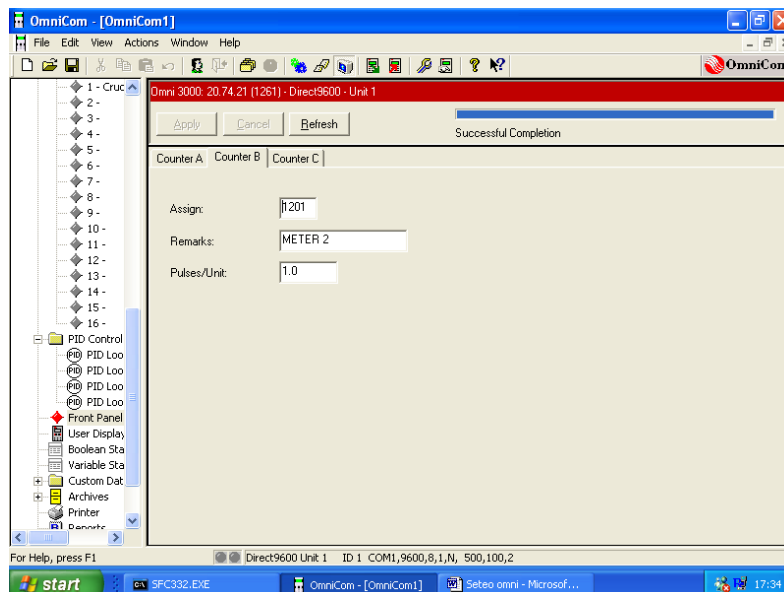 OmniCom - [OmniCom1]
File Edit View Actions Window Help
OmniCom
1 - Cruc
2 -
3 -
4 -
5 -
6 -
7 -
8 -
9 -
10 -
11 -
12 -
13 -
14 -
15 -
16 -
PID Control
PID PID Loo
PID PID Loo
PID PID Loo
PID PID Loo
Front Panel
User Display
Boolean Sta
Variable Sta
Custom Dat
Archives
Printer
Reports
Omni 3000: 20.74.21 (1261) - Direct9600 - Unit 1
Apply Cancel Refresh
Successful Completion
Counter A Counter B Counter C
Assign: 1201
Remarks: METER 2
Pulses/Unit: 1.0
For Help, press F1 Direct9600 Unit 1 ID 1 COM1,9600,8,1,N, 500,100,2
start SFC332.EXE OmniCom - [OmniCom1] Seteo omni - Microsof... 17:34